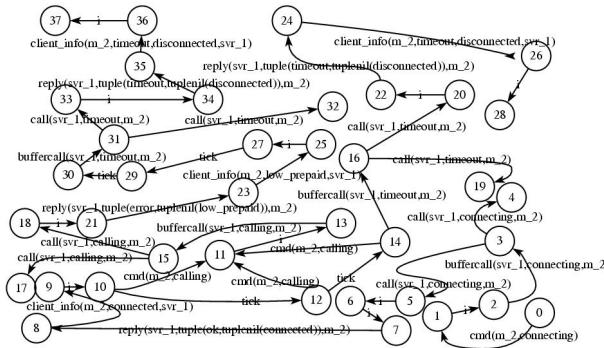 37
i
36
24
client_info(m_2,timeout,disconnected,svr_1)
client_info(m_2,timeout,disconnected,svr_1)
26
35
reply(svr_1,tuple(timeout,tuplenil(disconnected)),m_2)
reply(svr_1,tuple(timeout,tuplenil(disconnected)),m_2)
i
33
i
34
32
22
i
20
28
call(svr_1,timeout,m_2)
call(svr_1,timeout,m_2)
31
27
i
25
call(svr_1,timeout,m_2)
buffercall(svr_1,timeout,m_2)
16
call(svr_1,timeout,m_2)
30
tick
29
tick
client_info(m_2,low_prepaid,svr_1)
23
buffercall(svr_1,timeout,m_2)
19
4
reply(svr_1,tuple(error,tuplenil(low_prepaid)),m_2)
18
i
21
buffercall(svr_1,calling,m_2)
13
call(svr_1,connecting,m_2)
call(svr_1,calling,m_2)
i
14
3
call(svr_1,calling,m_2)
15
11
cmd(m_2,calling)
buffercall(svr_1,connecting,m_2
cmd(m_2,calling)
tick
17
9
i
10
cmd(m_2,calling)
call(svr_1,connecting,m_2)
client_info(m_2,connected,svr_1)
tick
12
6
i
5
2
0
8
i
1
i
reply(svr_1,tuple(ok,tuplenil(connected)),m_2)
7
cmd(m_2,connecting)